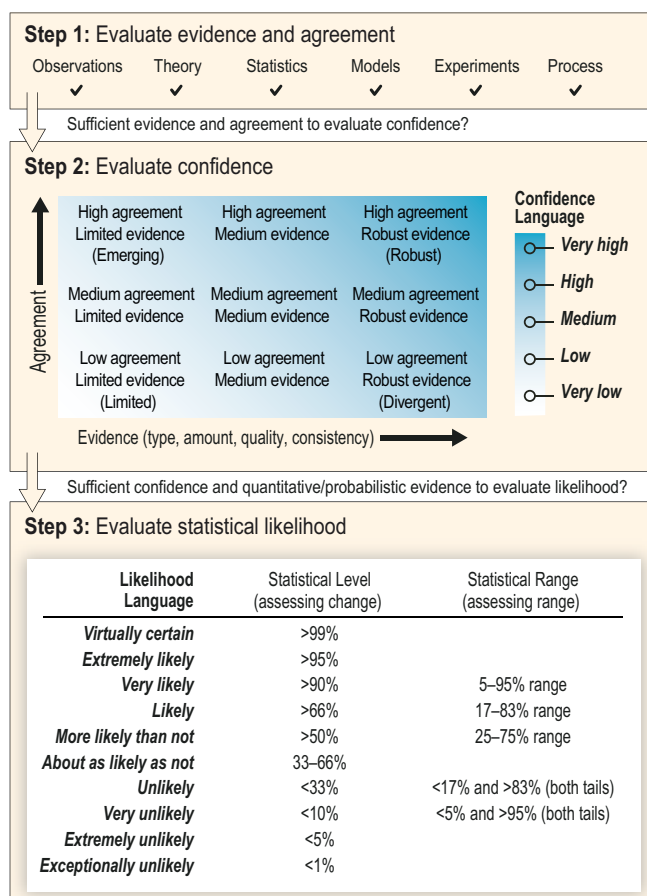 Step 1: Evaluate evidence and agreement
Observations Theory Statistics Models Experiments Process
Sufficient evidence and agreement to evaluate confidence?
Step 2: Evaluate confidence
Agreement
High agreement
Limited evidence
(Emerging)
High agreement
Medium evidence
High agreement
Robust evidence
(Robust)
Medium agreement
Limited evidence
Medium agreement
Medium evidence
Medium agreement
Robust evidence
Low agreement
Limited evidence
(Limited)
Low agreement
Medium evidence
Low agreement
Robust evidence
(Divergent)
Evidence (type, amount, quality, consistency)
Confidence
Language
Very high
High
Medium
Low
Very low
Sufficient confidence and quantitative/probabilistic evidence to evaluate likelihood?
Step 3: Evaluate statistical likelihood
Likelihood
Language
Statistical Level
(assessing change)
Statistical Range
(assessing range)
Virtually certain >99%
Extremely likely >95%
Very likely >90% 5–95% range
Likely >66% 17–83% range
More likely than not >50% 25–75% range
About as likely as not 33–66%
Unlikely <33% <17% and >83% (both tails)
Very unlikely <10% <5% and >95% (both tails)
Extremely unlikely <5%
Exceptionally unlikely <1%